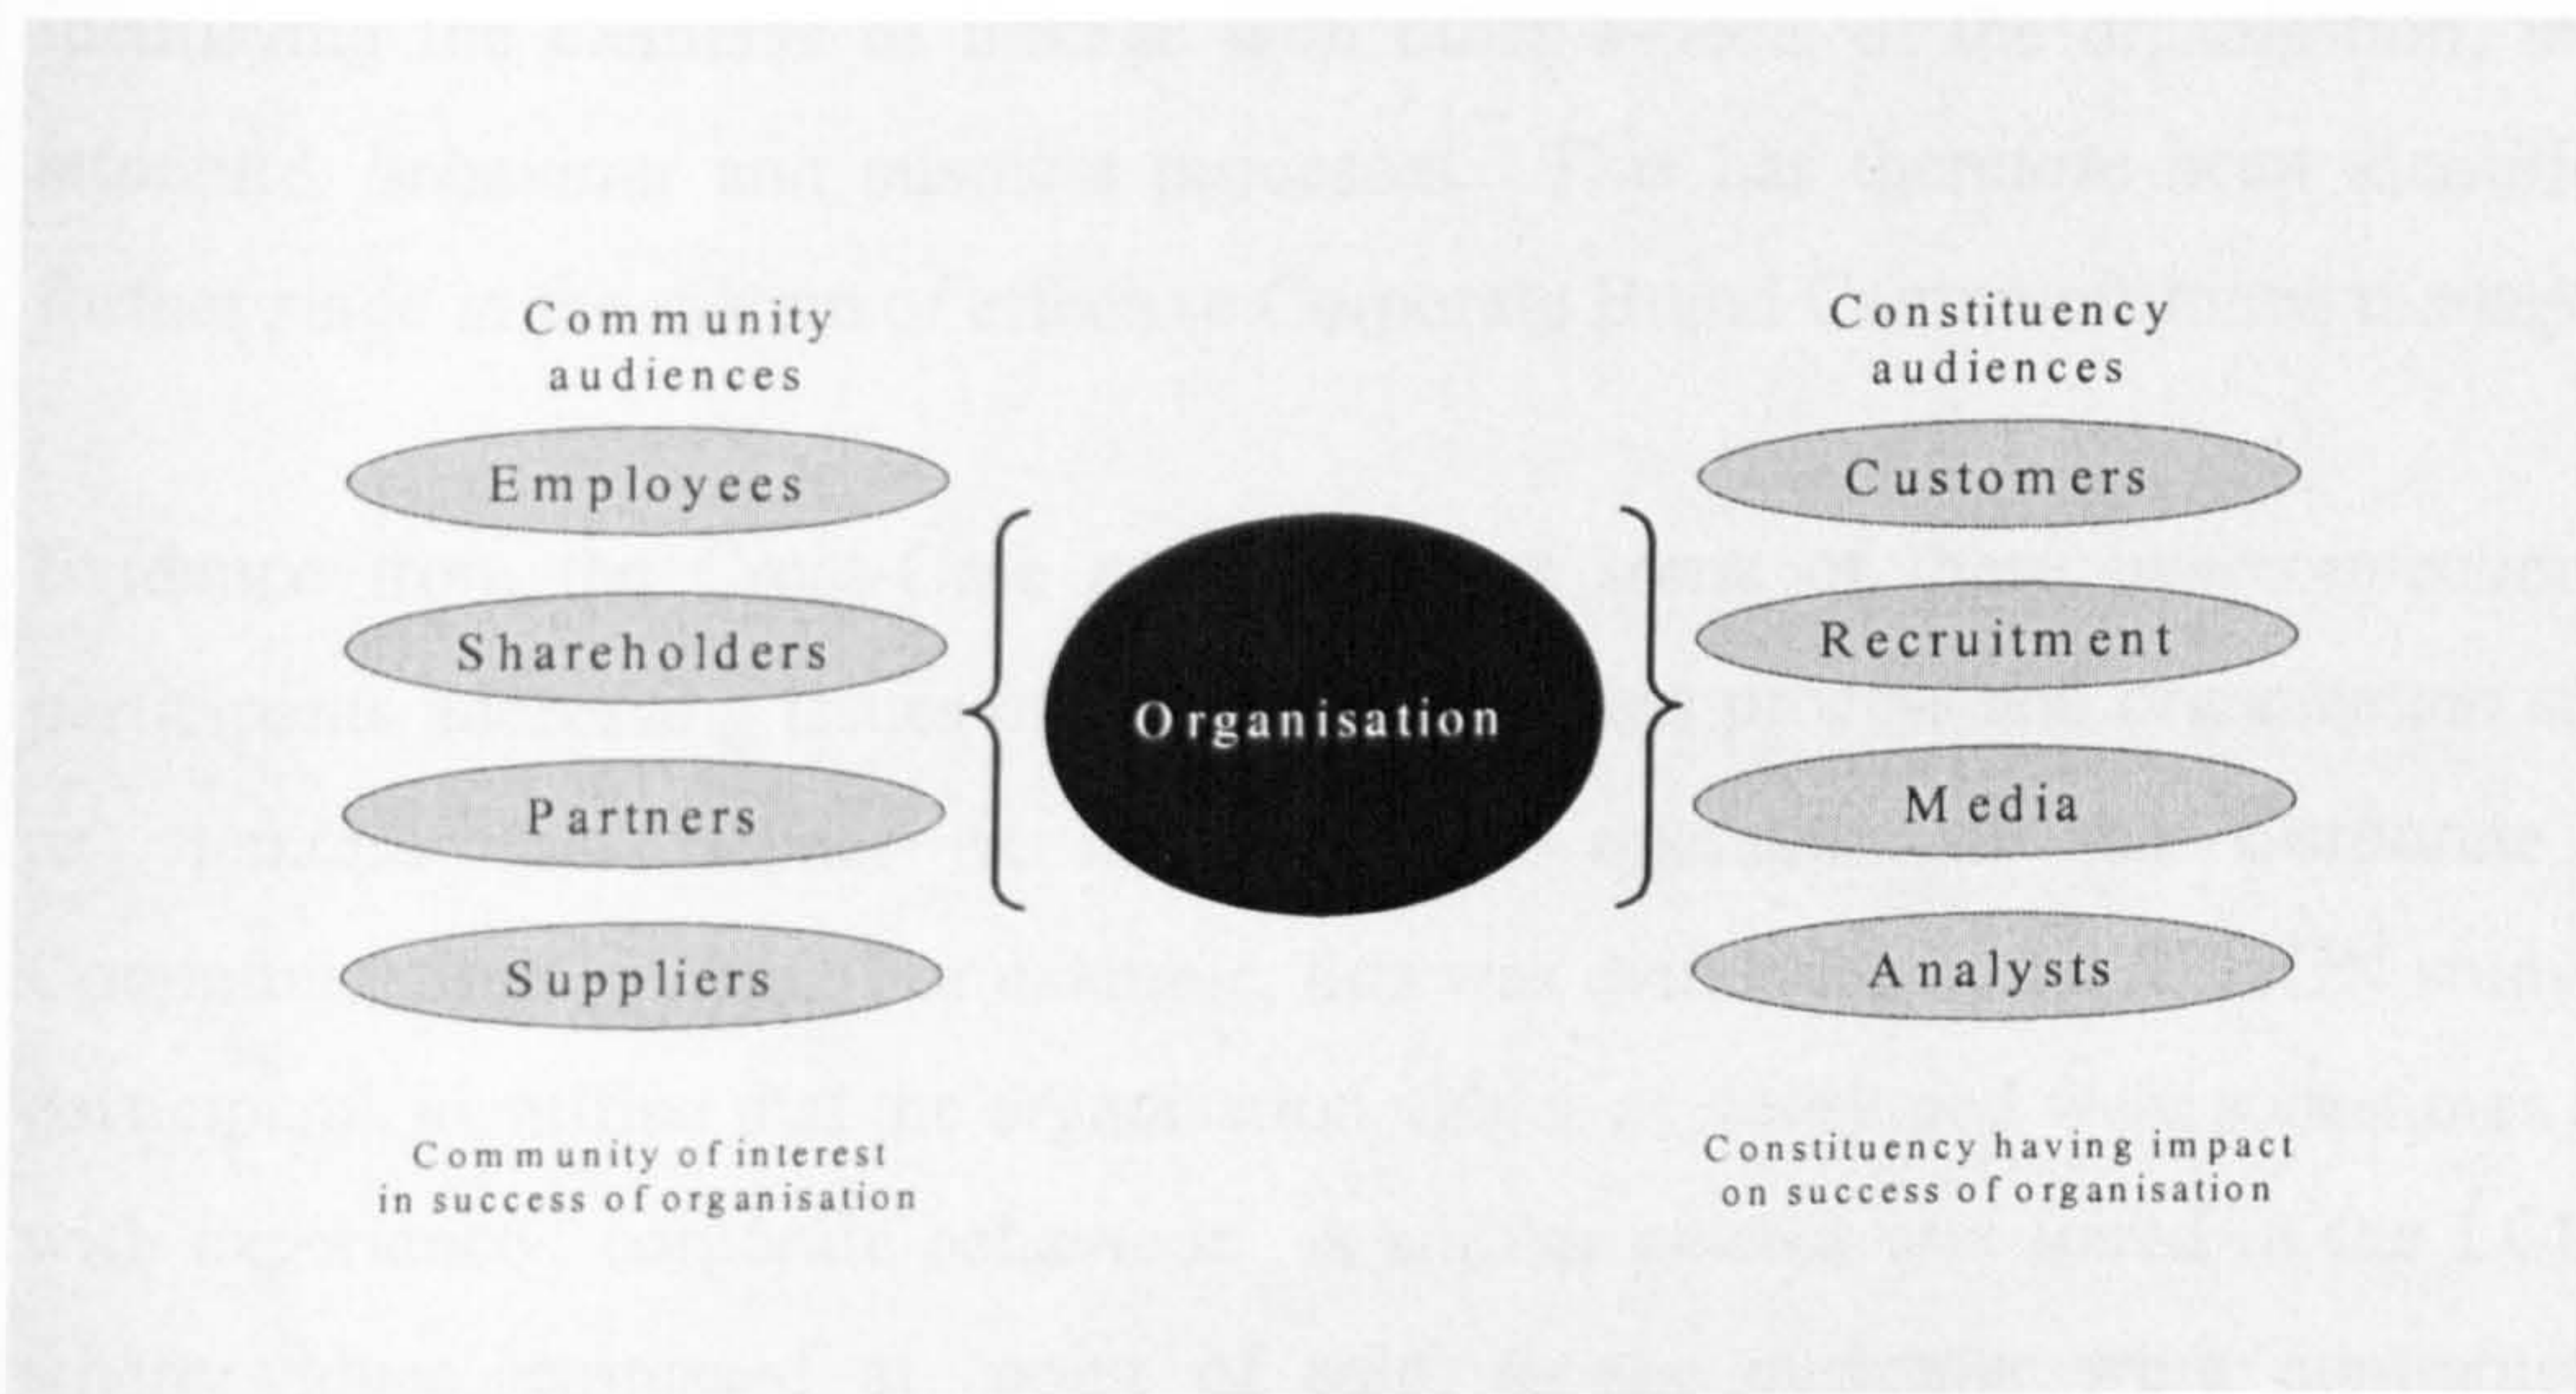 Community
audiences
Employees
Shareholders
Partners
Suppliers
Community of interest
in success of organisation
Organisation
Constituency
audiences
Customers
Recruitment
Media
Analysts
Constituency having impact
on success of organisation